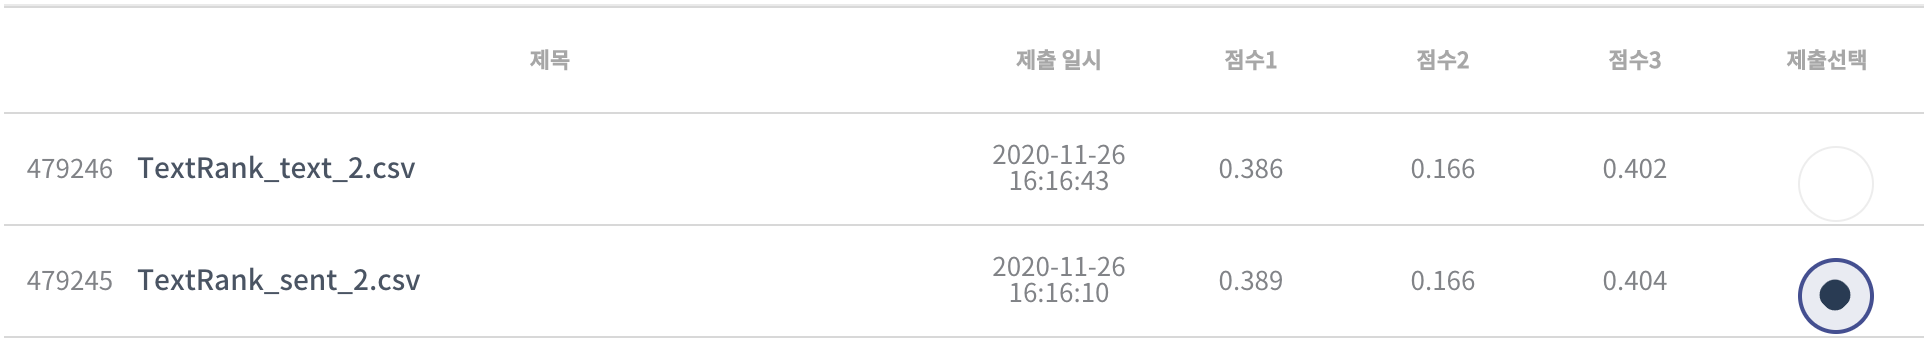 제목 제출 일시 점수1 점수2 점수3 제출선택
479246 TextRank_text_2.csv 2020-11-26 16:16:43 0.386 0.166 0.402
479245 TextRank_sent_2.csv 2020-11-26 16:16:10 0.389 0.166 0.404